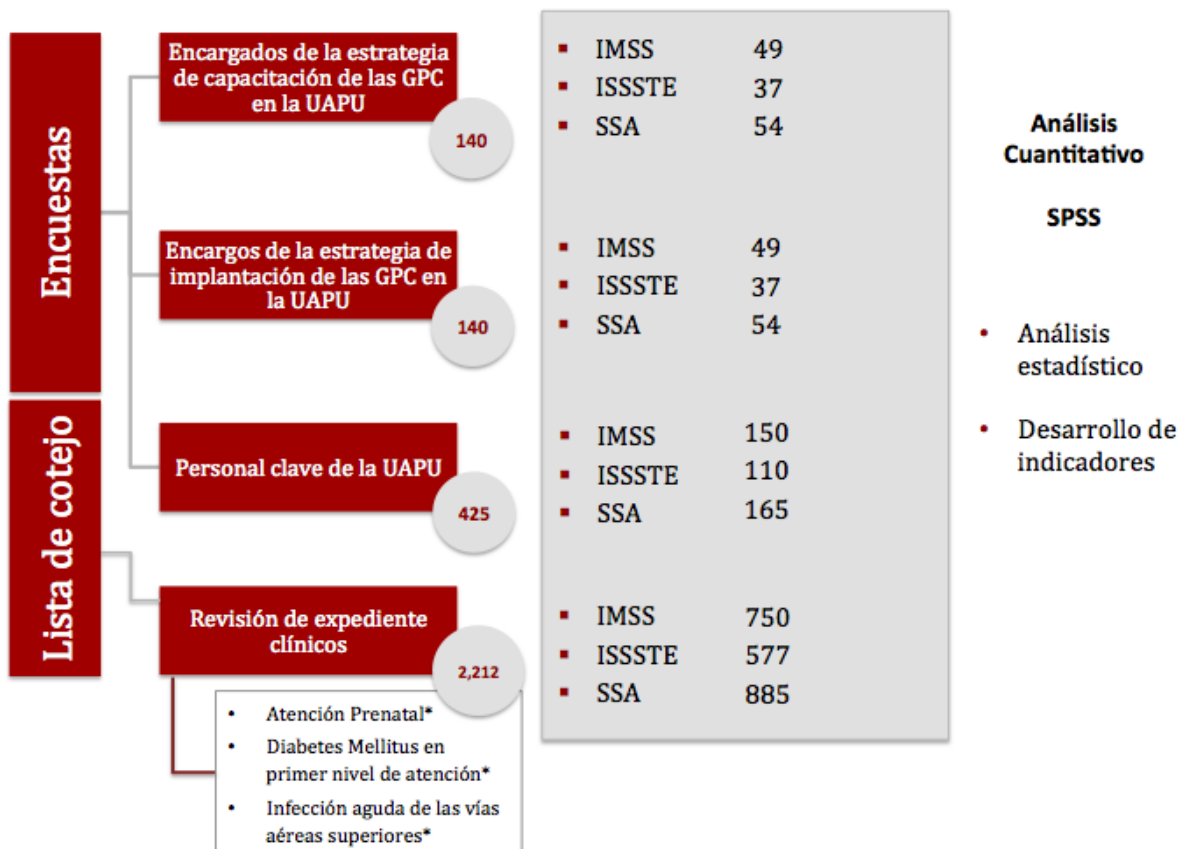 Encuestas
Encargados de la estrategia
de capacitación de las GPC
en la UAPU
140
IMSS 49
ISSSTE 37
SSA 54
Encargos de la estrategia de
implantación de las GPC en
la UAPU
140
IMSS 49
ISSSTE 37
SSA 54
Personal clave de la UAPU
425
IMSS 150
ISSSTE 110
SSA 165
Lista de cotejo
Revisión de expediente
clínicos
2,212
IMSS 750
ISSSTE 577
SSA 885
• Atención Prenatal*
• Diabetes Mellitus en
primer nivel de atención*
• Infección aguda de las vías
aéreas superiores*
Análisis
Cuantitativo
SPSS
• Análisis
estadístico
• Desarrollo de
indicadores